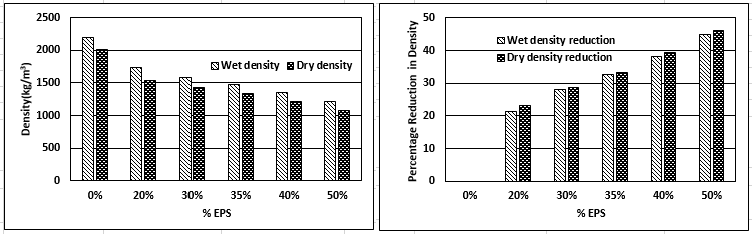 2500
2000
1500
1000
500
0
Density(kg/m³)
Wet density
Dry density
0% 20% 30% 35% 40% 50%
% EPS
50
40
30
20
10
0
Percentage Reduction in Density
Wet density reduction
Dry density reduction
0% 20% 30% 35% 40% 50%
% EPS